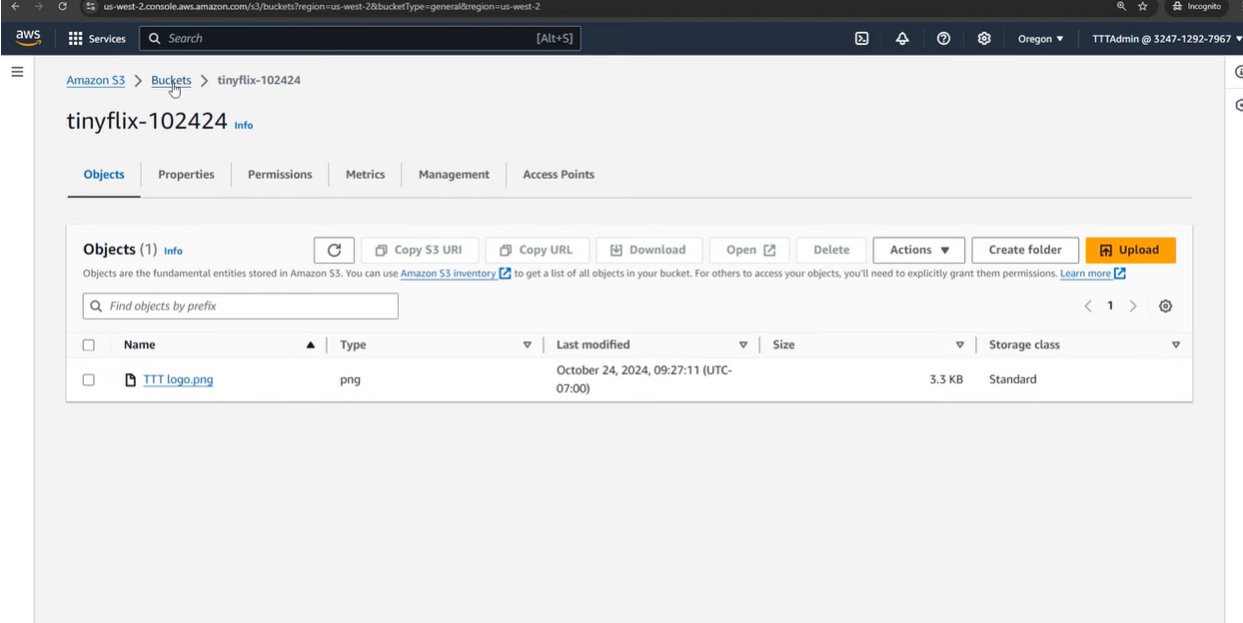 us-west-2.console.aws.amazon.com/s3/buckets?region=us-west-2&bucketType=general&region=us-west-2
Incognito
aws
Services
Search
[Alt+S]
Oregon
TTTAdmin @ 3247-1292-7967
Amazon S3
Buckets
tinyflix-102424
tinyflix-102424 Info
Objects
Properties
Permissions
Metrics
Management
Access Points
Objects (1) Info
Copy S3 URI
Copy URL
Download
Open
Delete
Actions
Create folder
Upload
Objects are the fundamental entities stored in Amazon S3. You can use Amazon S3 inventory to get a list of all objects in your bucket. For others to access your objects, you'll need to explicitly grant them permissions. Learn more
Find objects by prefix
1
Name
Type
Last modified
Size
Storage class
TTT logo.png
png
October 24, 2024, 09:27:11 (UTC-
07:00)
3.3 KB
Standard